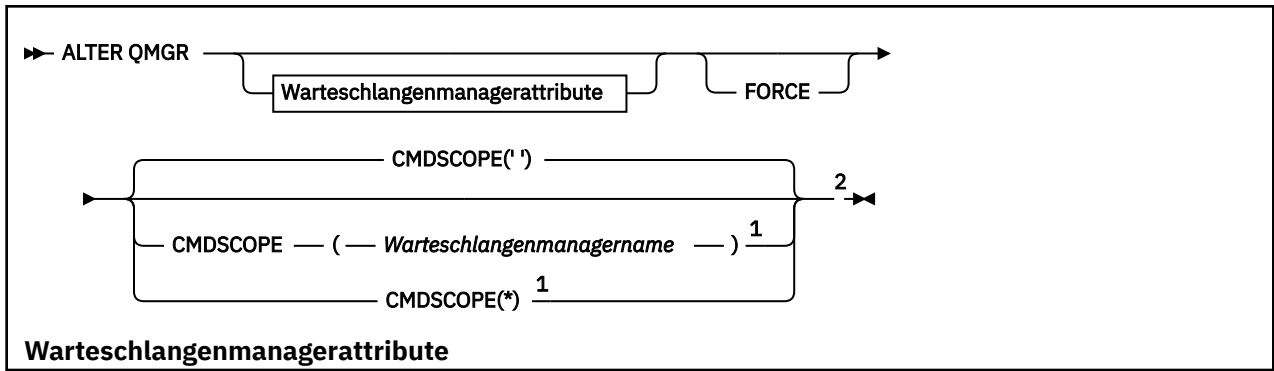 ALTER QMGR
Warteschlangenmanagerattribute
FORCE
CMDSCOPE(' ')
2
CMDSCOPE ( Warteschlangenmanagername ) 1
CMDSCOPE(*) 1
Warteschlangenmanagerattribute